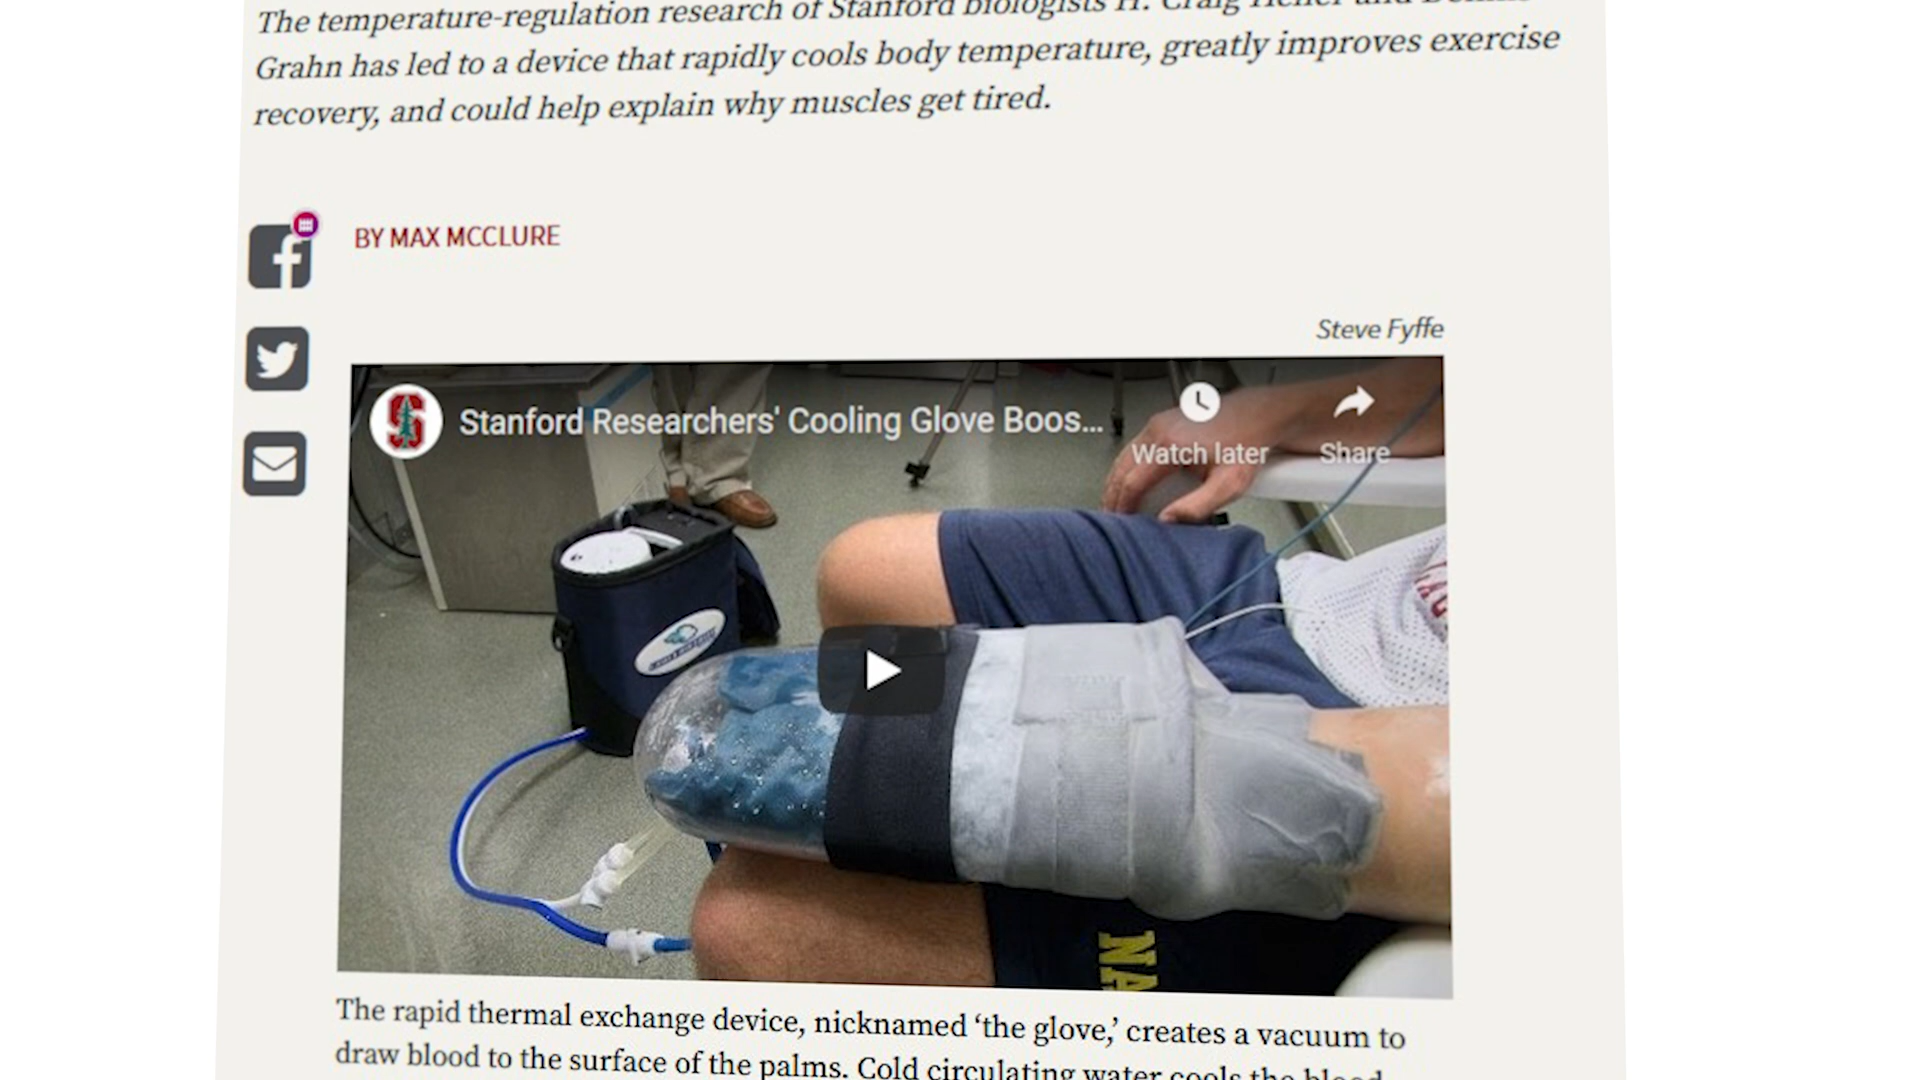 The temperature-regulation research of Stanford biologists H. Craig Heller and
Grahn has led to a device that rapidly cools body temperature, greatly improves exercise
recovery, and could help explain why muscles get tired.
BY MAX MCCLURE
Steve Fyffe
Stanford Researchers' Cooling Glove Boos...
Watch later
Share
NA
The rapid thermal exchange device, nicknamed ‘the glove,’ creates a vacuum to
draw blood to the surface of the palms. Cold circulating water cools the blood,